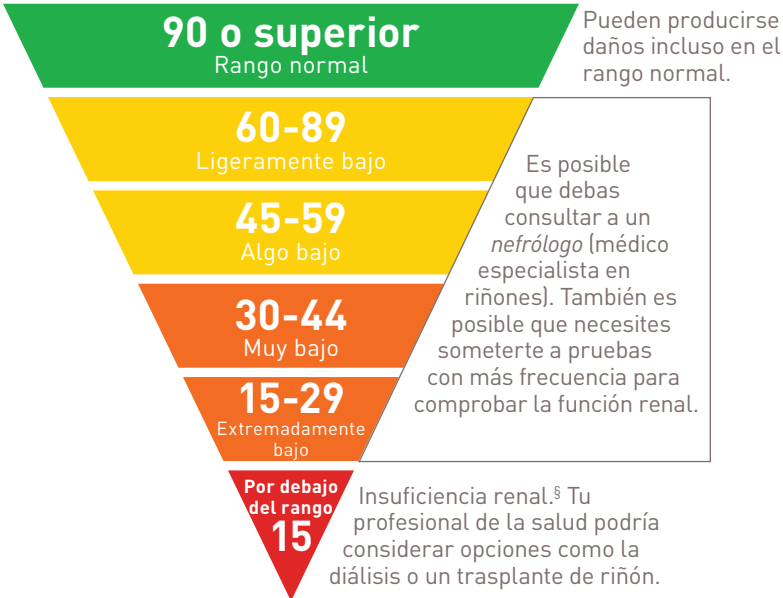 90 o superior
Rango normal
Pueden producirse
daños incluso en el
rango normal.
60-89
Ligeramente bajo
45-59
Algo bajo
30-44
Muy bajo
15-29
Extremadamente
bajo
Es posible
que debas
consultar a un
nefrólogo (médico
especialista en
riñones). También es
posible que necesites
someterte a pruebas
con más frecuencia para
comprobar la función renal.
Por debajo
del rango
15
Insuficiencia renal.§ Tu
profesional de la salud podría
considerar opciones como la
diálisis o un trasplante de riñón.